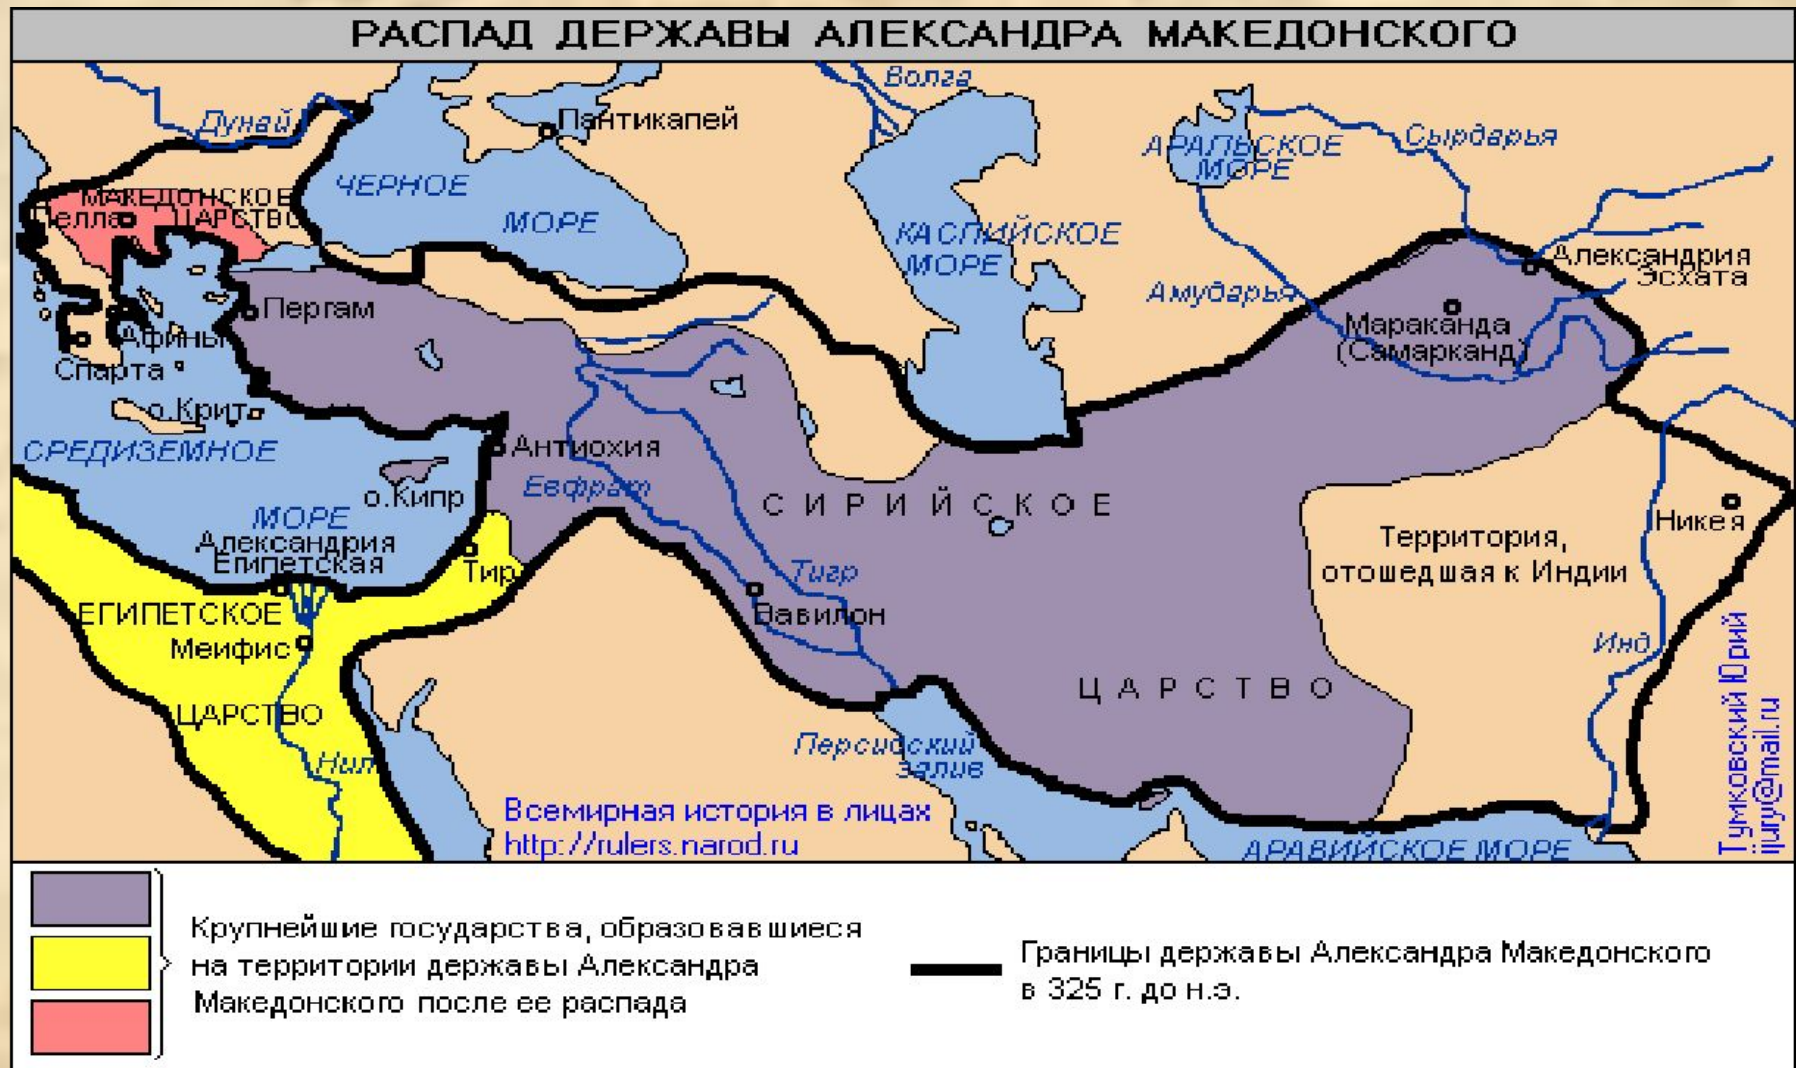 РАСПАД ДЕРЖАВЫ АЛЕКСАНДРА МАКЕДОНСКОГО
Волга
Дунай
Пантикапей
Сырдарья
АРАЛЬСКОЕ
МОРЕ
ЧЕРНОЕ
МОРЕ
МАКЕДОНСКОЕ
ЦАРСТВО
Пелла
КАСПИЙСКОЕ
МОРЕ
Александрия
Эсхата
Амударья
Пергам
Мараканда
(Самарканд)
Афины
Спарта
о.Крит
СРЕДИЗЕМНОЕ
МОРЕ
Антиохия
Евфрат
о.Кипр
СИРИЙСКОЕ
ЦАРСТВО
Никея
Территория,
отошедшая к Индии
Александрия
Египетская
Тир
Тигр
Вавилон
ЕГИПЕТСКОЕ
ЦАРСТВО
Меифис
Инд
Нил
Персидский
залив
АРАВИЙСКОЕ МОРЕ
Всемирная история в лицах
http://rulers.narod.ru
Тумковский Юрий
ijury@mail.ru
Крупнейшие государства, образовавшиеся
на территории державы Александра
Македонского после ее распада
Границы державы Александра Македонского
в 325 г. до н.э.